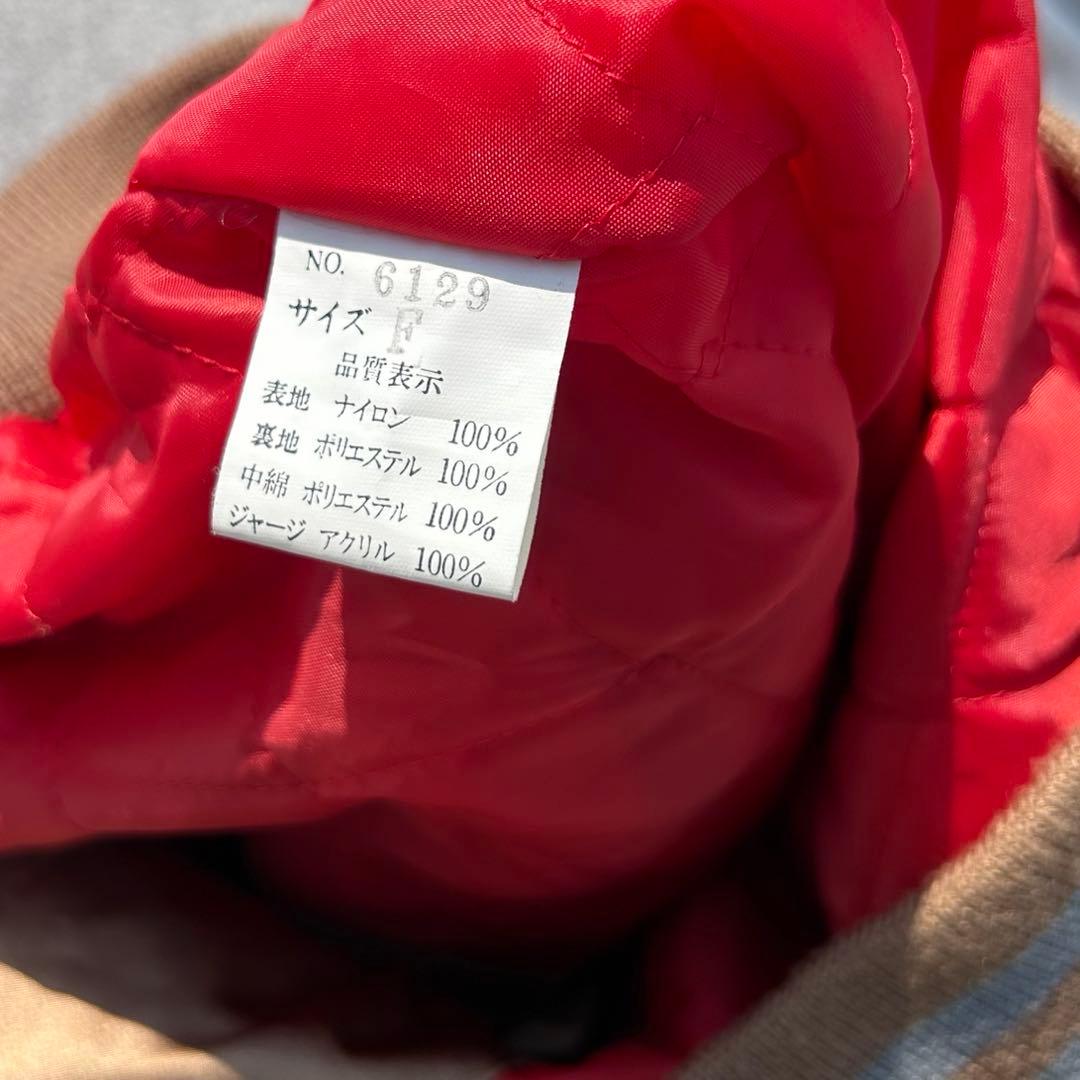 NO. 6129
サイズ F
品質表示
表地 ナイロン 100%
裏地 ポリエステル 100%
中綿 ポリエステル 100%
ジャージ アクリル 100%